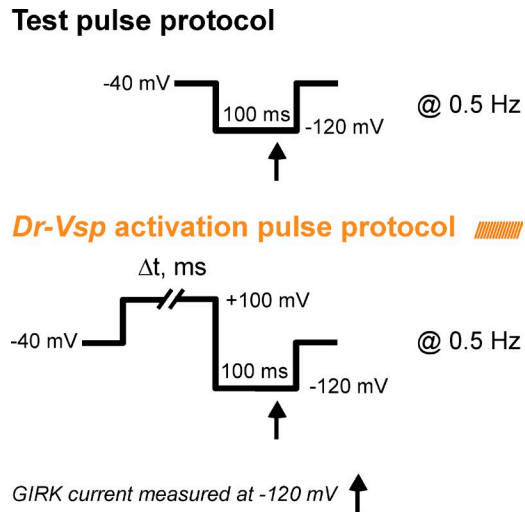 Test pulse protocol
-40 mV
100 ms
-120 mV
@ 0.5 Hz
Dr-Vsp activation pulse protocol
Δt, ms
+100 mV
-40 mV
100 ms
-120 mV
@ 0.5 Hz
GIRK current measured at -120 mV